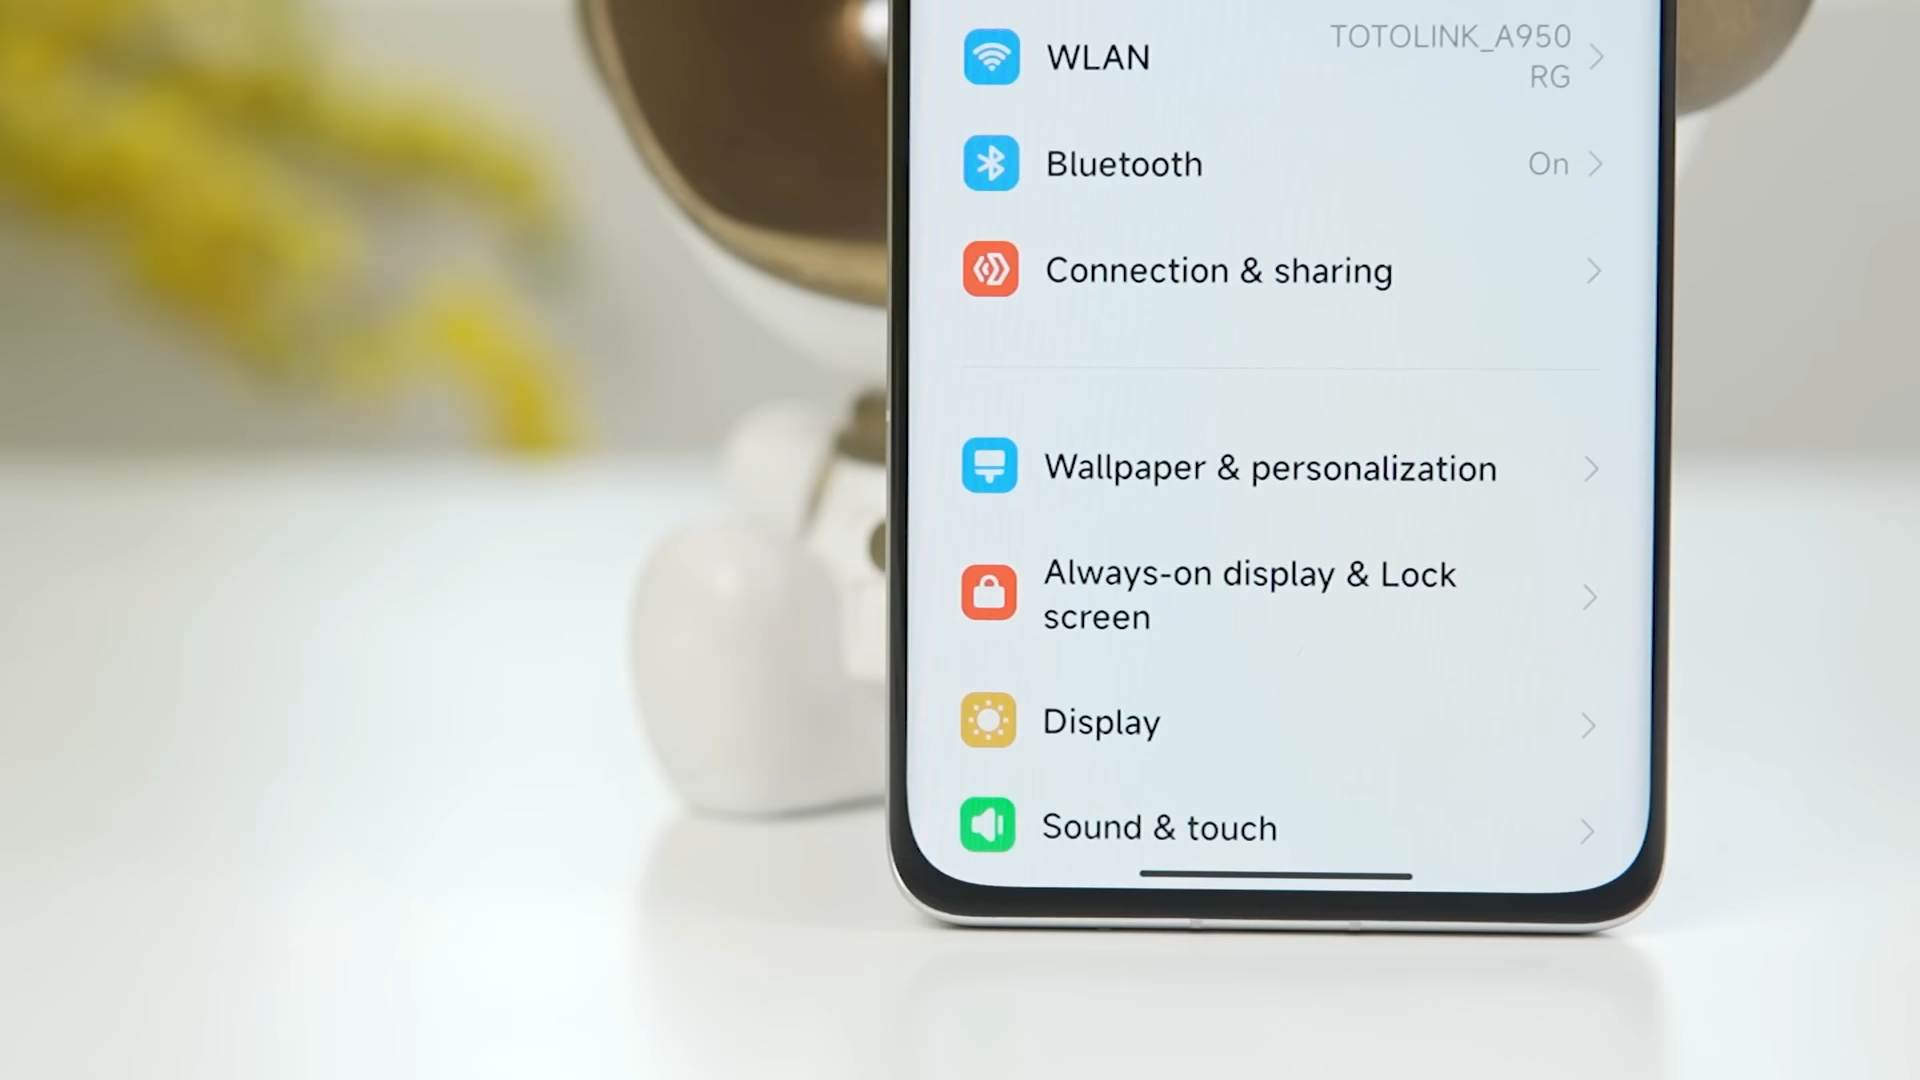 WLAN
TOTOLINK_A950
RG
Bluetooth
On
Connection & sharing
Wallpaper & personalization
Always-on display & Lock
screen
Display
Sound & touch